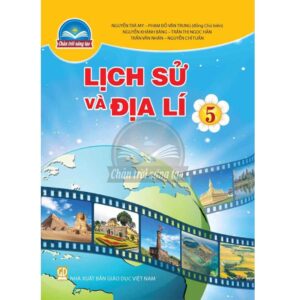 NGUYỄN TRÀ MY – PHẠM ĐỖ VĂN TRUNG (đồng Chủ biên)
NGUYỄN KHÁNH BĂNG – TRẦN THỊ NGỌC HÂN
TRẦN VĂN NHÂN – NGUYỄN CHÍ TUẤN
Chân trời sáng tạo
LỊCH SỬ
VÀ ĐỊA LÍ
5
Chân trời sáng tạo
NHÀ XUẤT BẢN GIÁO DỤC VIỆT NAM